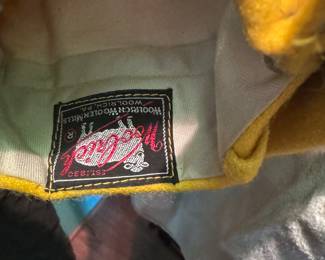 WOOLRICH WOOLEN MILLS
WOOLRICH, PA.
®
Woolrich
EST. 1830